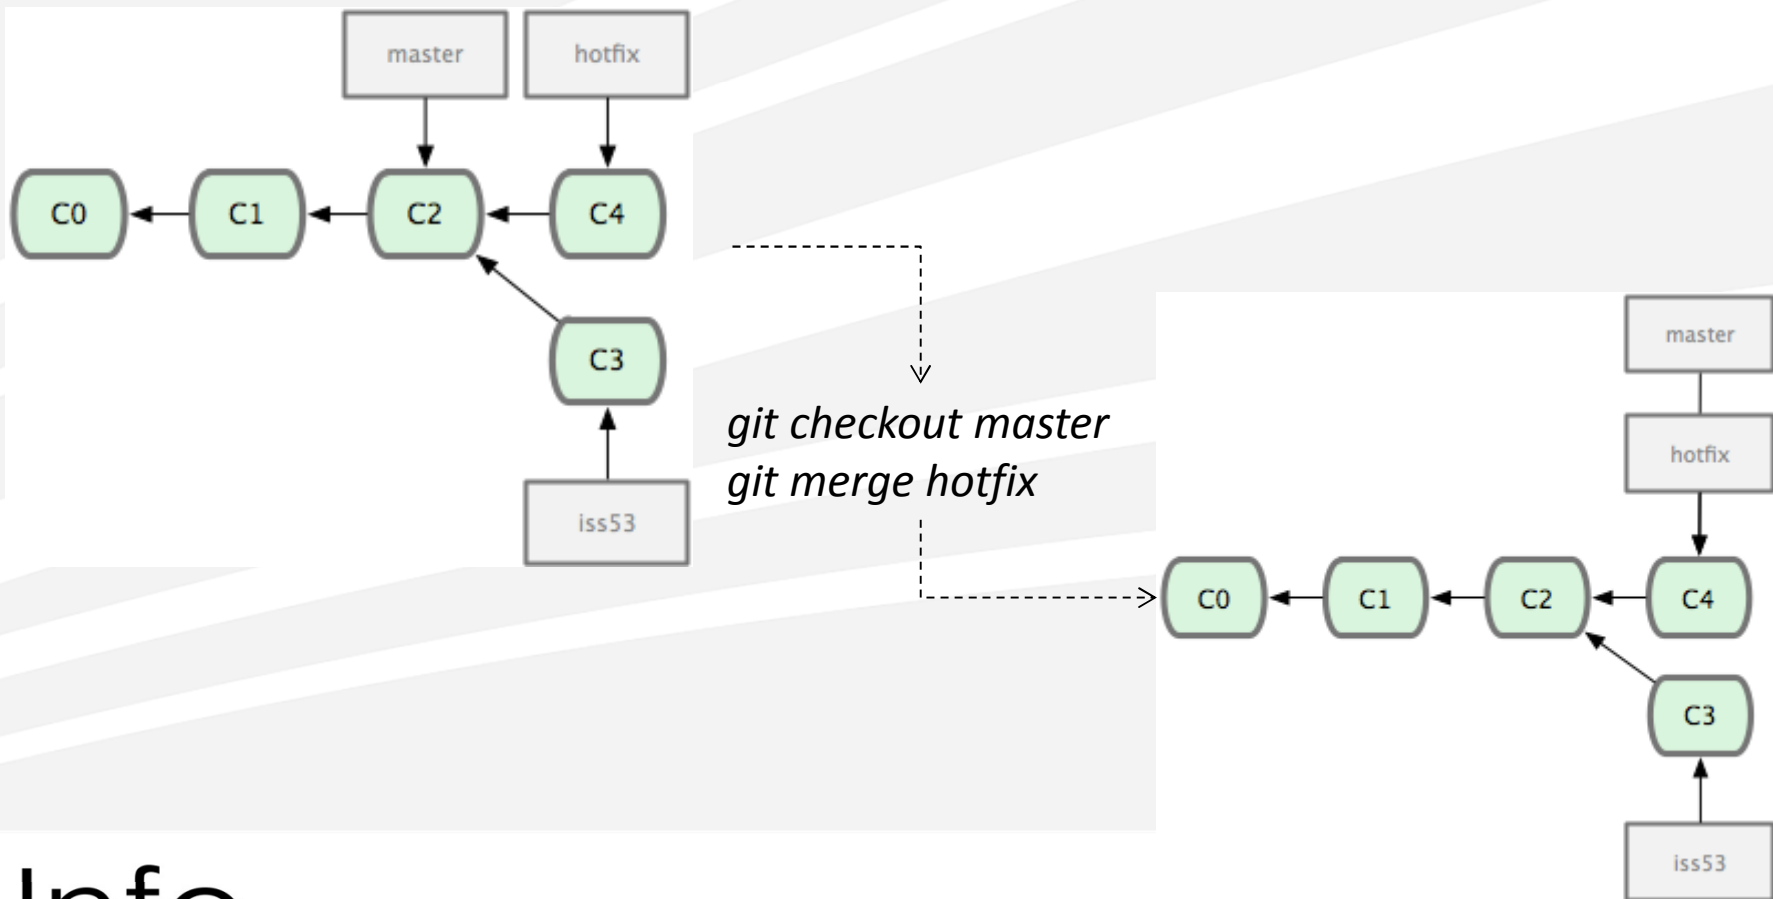 master
hotfix
C0
C1
C2
C4
C3
iss53
git checkout master
git merge hotfix
master
hotfix
C0
C1
C2
C4
C3
iss53
Info